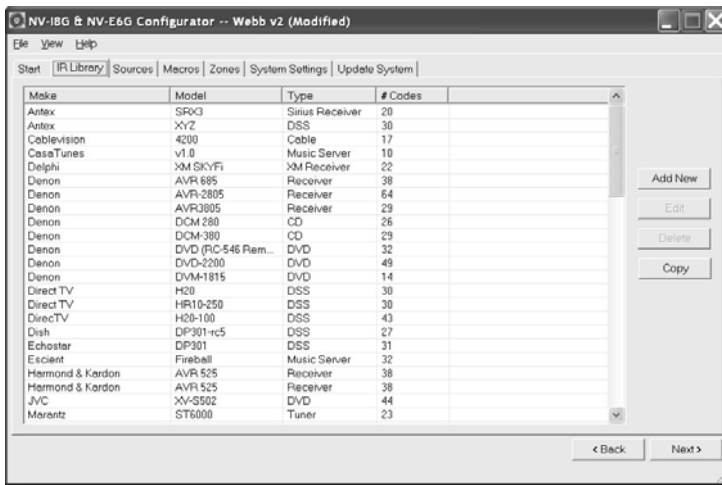 NV-I8G & NV-E6G Configurator -- Webb v2 (Modified)
File View Help
Start IR Library Sources Macros Zones System Settings Update System
Make Model Type # Codes
Antex SRX3 Sirius Receiver 20
Antex XYZ DSS 30
Cablevision 4200 Cable 17
CasaTunes v1.0 Music Server 10
Delphi XM SKYFi XM Receiver 22
Denon AVR 685 Receiver 38
Denon AVR-2805 Receiver 64
Denon AVR3805 Receiver 29
Denon DCM 280 CD 26
Denon DCM-380 CD 29
Denon DVD (RC-546 Rem... DVD 32
Denon DVD-2200 DVD 49
Denon DVM-1815 DVD 14
Direct TV H20 DSS 30
Direct TV HR10-250 DSS 30
DirecTV H20-100 DSS 43
Dish DP301-rc5 DSS 27
Echostar DP301 DSS 31
Escient Fireball Music Server 32
Harmond & Kardon AVR 525 Receiver 38
Harmond & Kardon AVR 525 Receiver 38
JVC XV-S502 DVD 44
Marantz ST6000 Tuner 23
Add New
Edit
Delete
Copy
< Back Next >